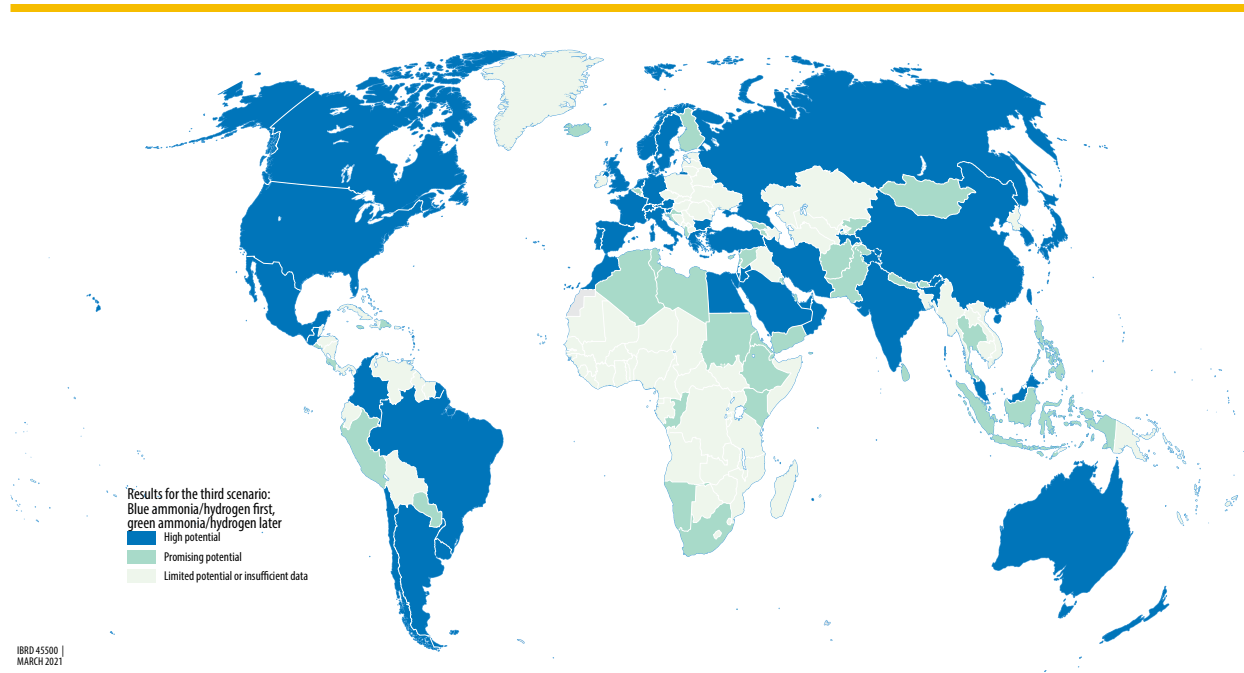 Results for the third scenario:
Blue ammonia/hydrogen first,
green ammonia/hydrogen later
High potential
Promising potential
Limited potential or insufficient data
IBRD 45500 |
MARCH 2021